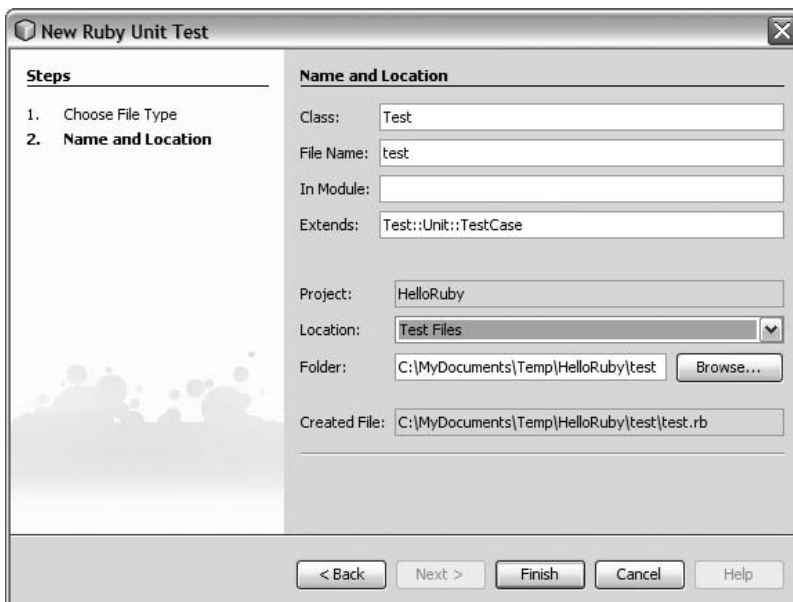 New Ruby Unit Test
Steps
1. Choose File Type
2. Name and Location
Name and Location
Class: Test
File Name: test
In Module:
Extends: Test::Unit::TestCase
Project: HelloRuby
Location: Test Files
Folder: C:\MyDocuments\Temp\HelloRuby\test Browse...
Created File: C:\MyDocuments\Temp\HelloRuby\test\test.rb
< Back Next > Finish Cancel Help